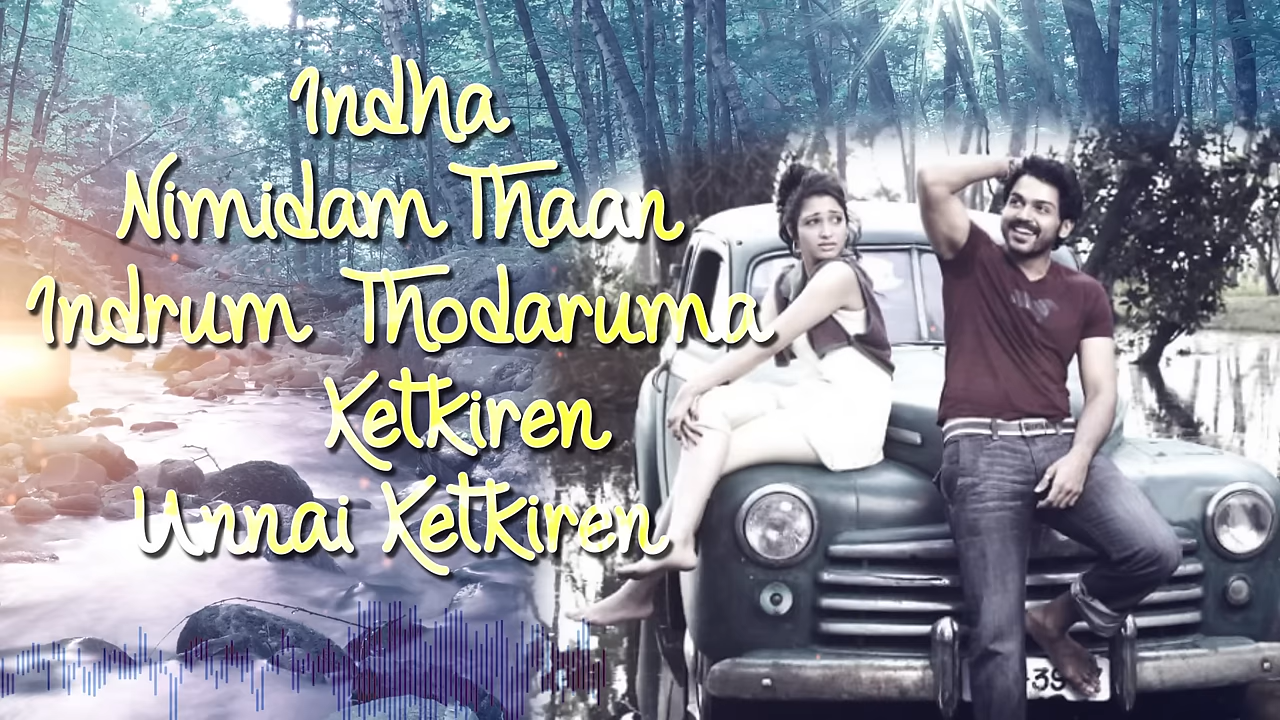 Indha
Nimidam Thaan
Indrum Thodaruma
Ketkiren
Unnai Ketkiren